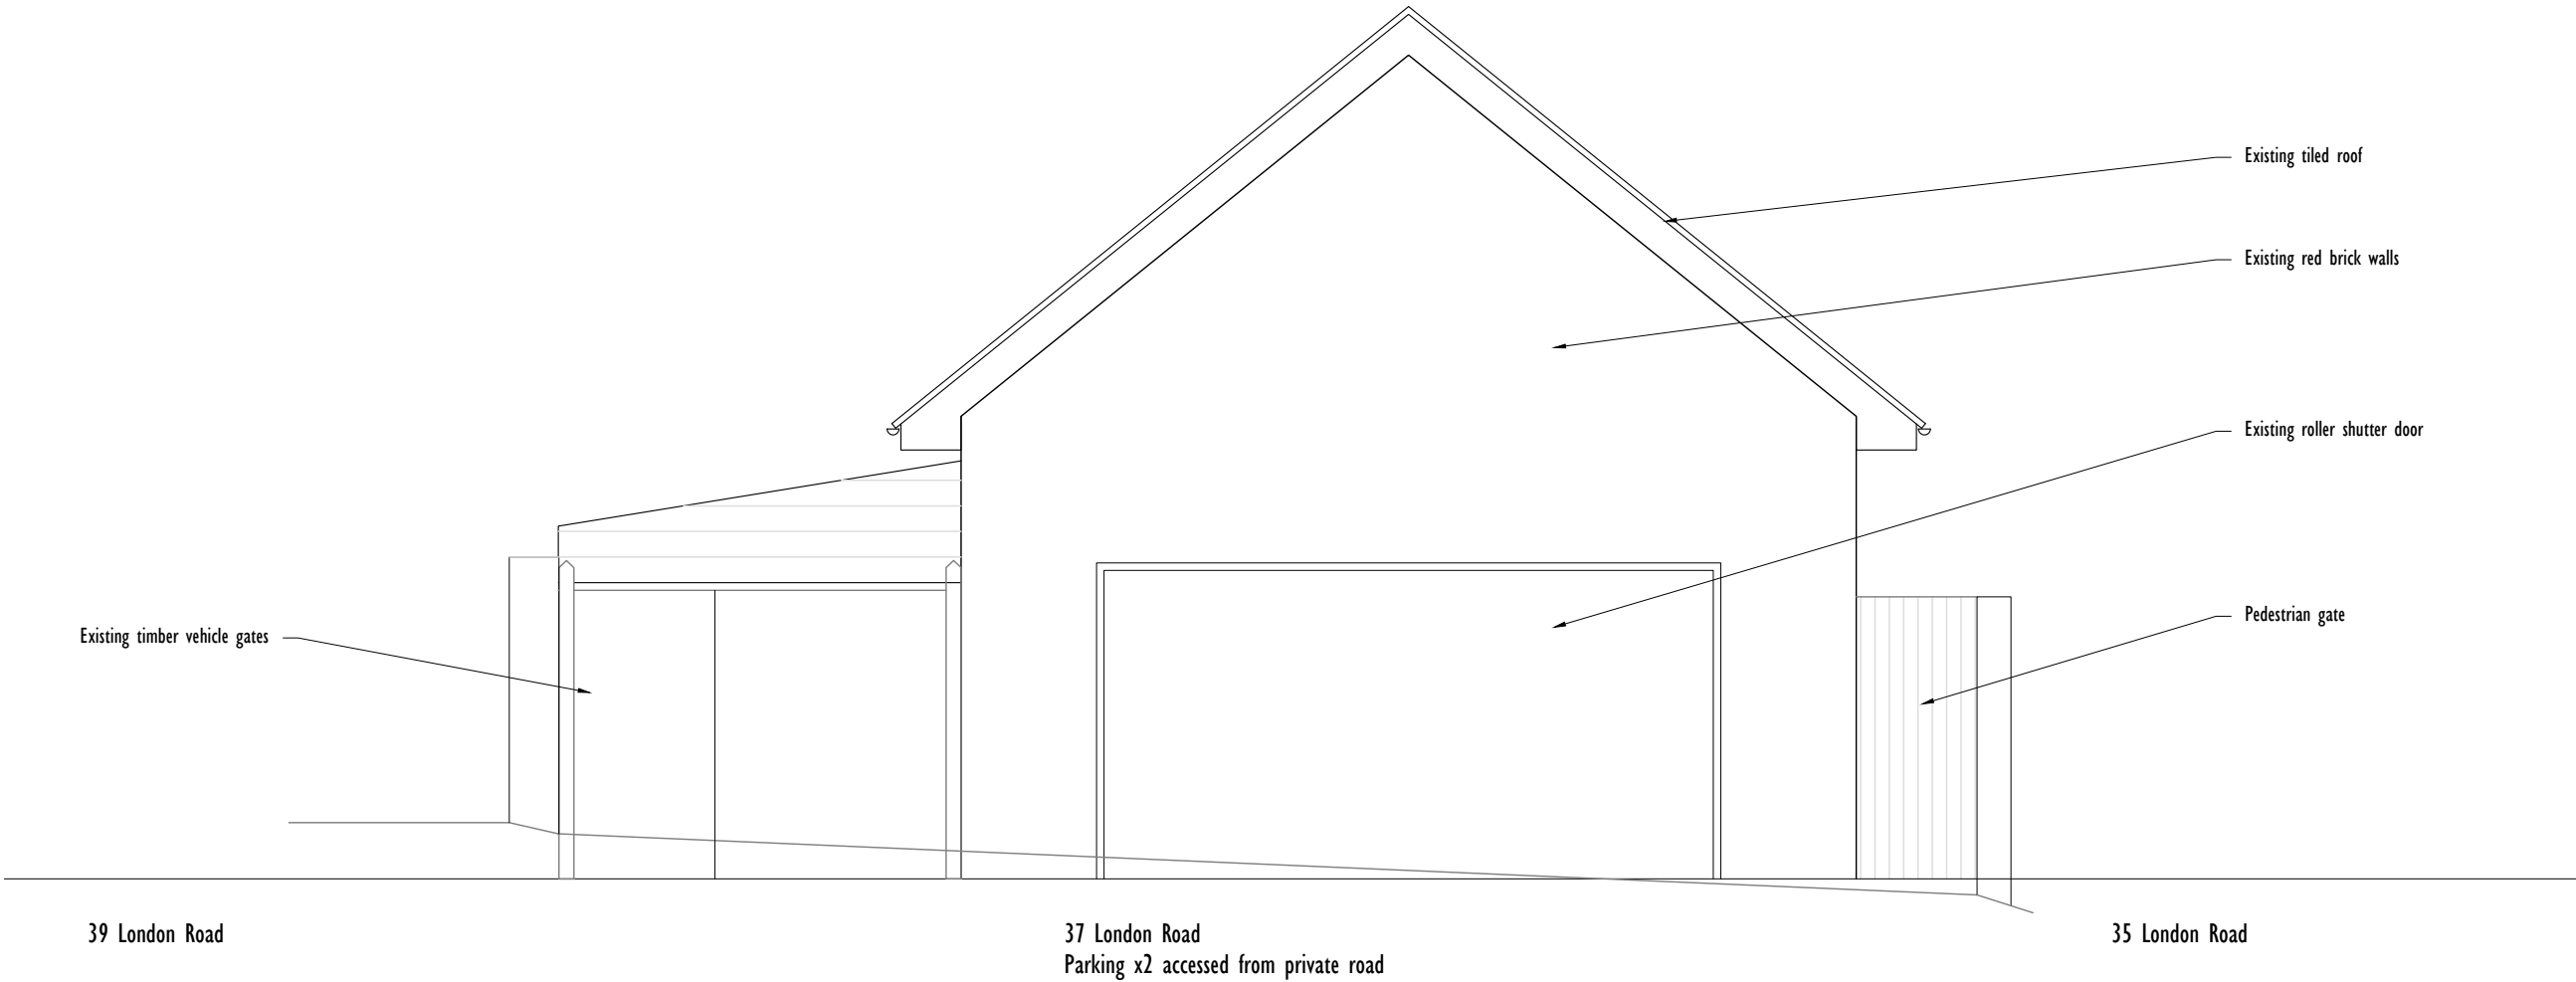 Existing tiled roof
Existing red brick walls
Existing roller shutter door
Pedestrian gate
Existing timber vehicle gates
39 London Road
37 London Road
Parking x2 accessed from private road
35 London Road